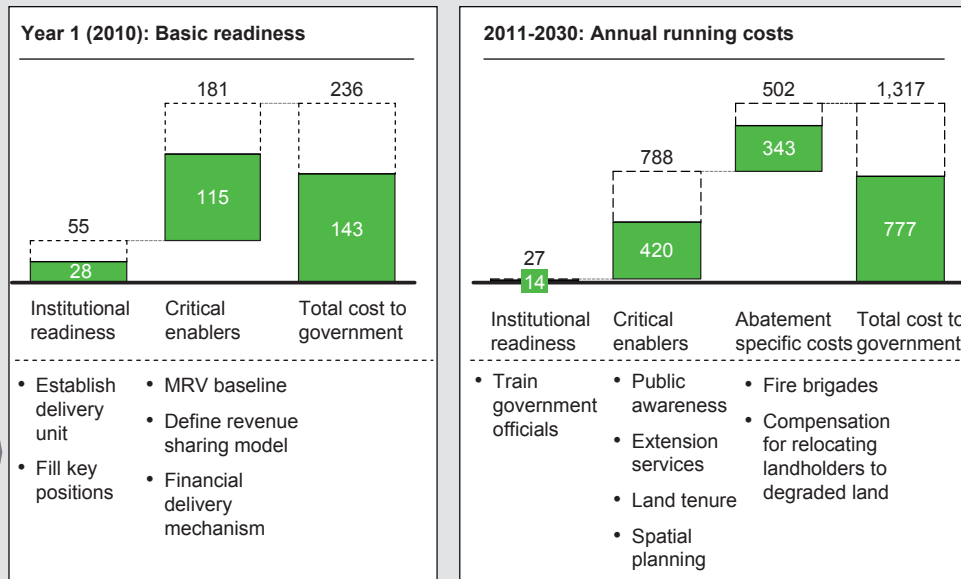 Year 1 (2010): Basic readiness
181
236
115
143
55
28
Institutional
readiness
Critical
enablers
Total cost to
government
• Establish
delivery
unit
• Fill key
positions
• MRV baseline
• Define revenue
sharing model
• Financial
delivery
mechanism
2011-2030: Annual running costs
502
1,317
343
788
777
420
27
14
Institutional
readiness
Critical
enablers
Abatement
specific costs
Total cost to
government
• Train
government
officials
• Public
awareness
• Extension
services
• Land tenure
• Spatial
planning
• Fire brigades
• Compensation
for relocating
landholders to
degraded land